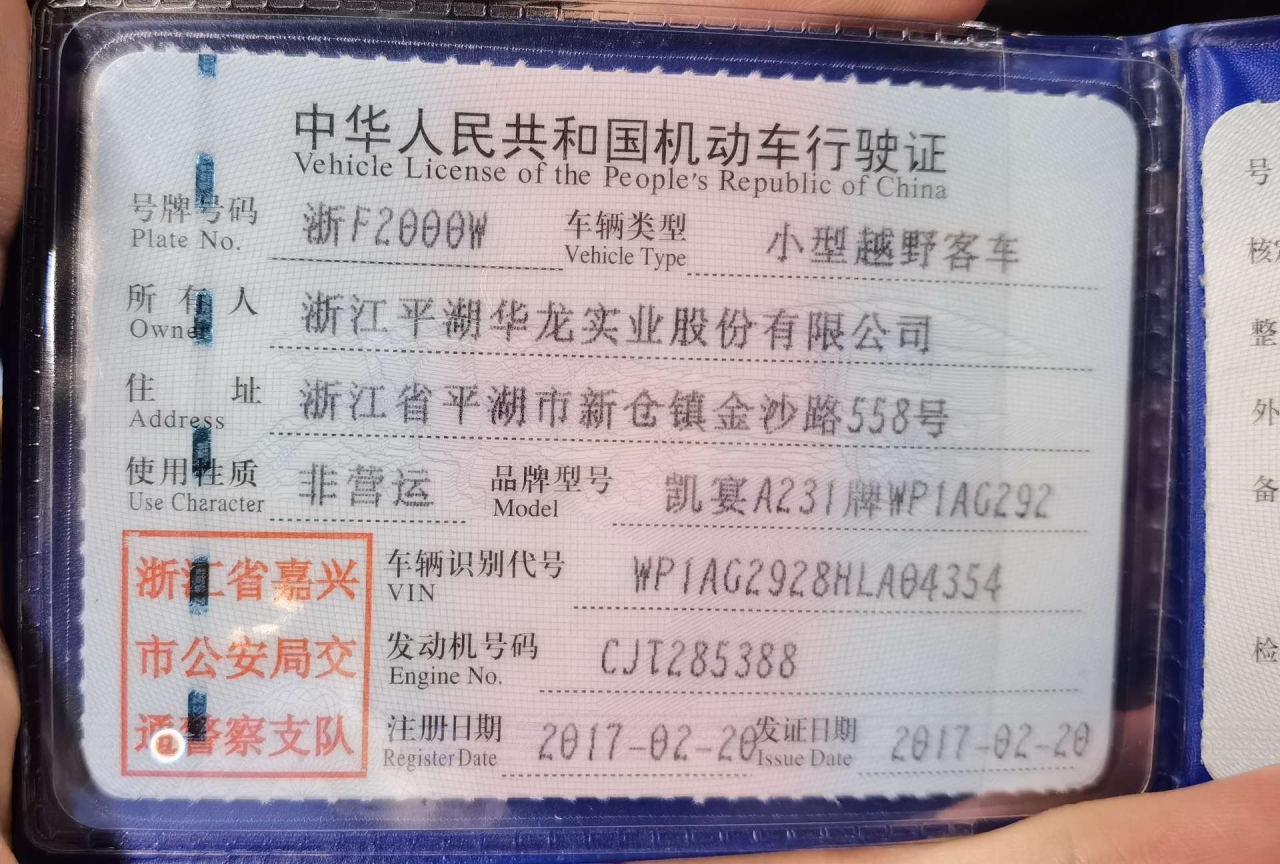 中华人民共和国机动车行驶证
Vehicle License of the People's Republic of China
号牌号码 浙F2000W 车辆类型 小型越野客车
Plate No. Vehicle Type
所有人 浙江平湖华龙实业股份有限公司
Owner
住址 浙江省平湖市新仓镇金沙路558号
Address
使用性质 非营运 品牌型号 凯宴A231牌WP1AG292
Use Character Model
浙江省嘉兴
市公安局交
通警察支队
车辆识别代号 WP1AG2928HLA04354
VIN
发动机号码 CJT285388
Engine No.
注册日期 2017-02-20 发证日期 2017-02-20
Register Date Issue Date
号
核
整
外
备
检